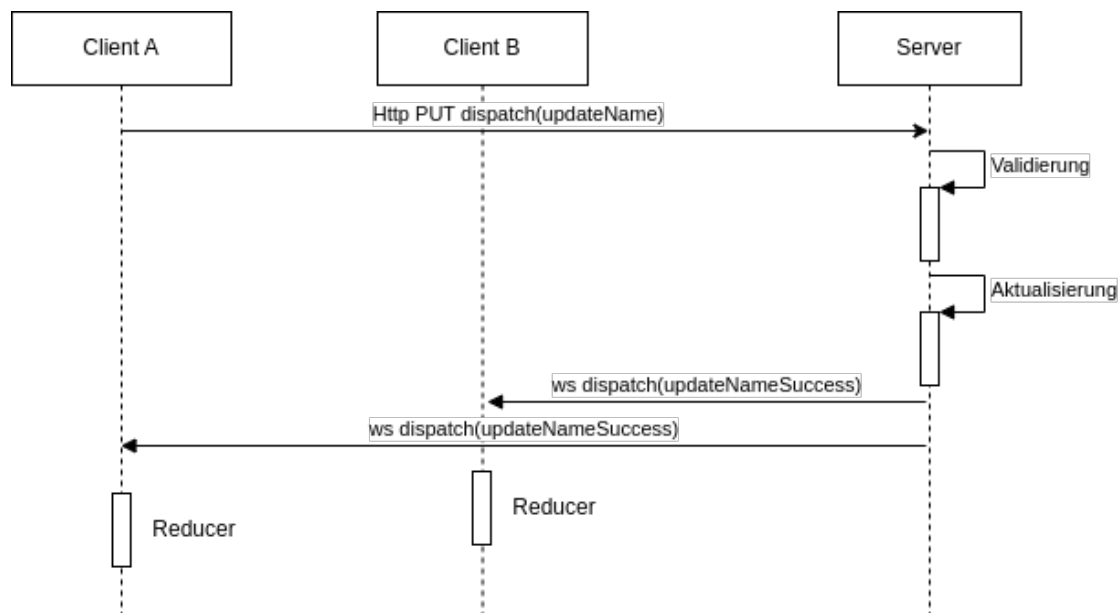 Client A
Client B
Server
Http PUT dispatch(updateName)
Validierung
Aktualisierung
ws dispatch(updateNameSuccess)
ws dispatch(updateNameSuccess)
Reducer
Reducer